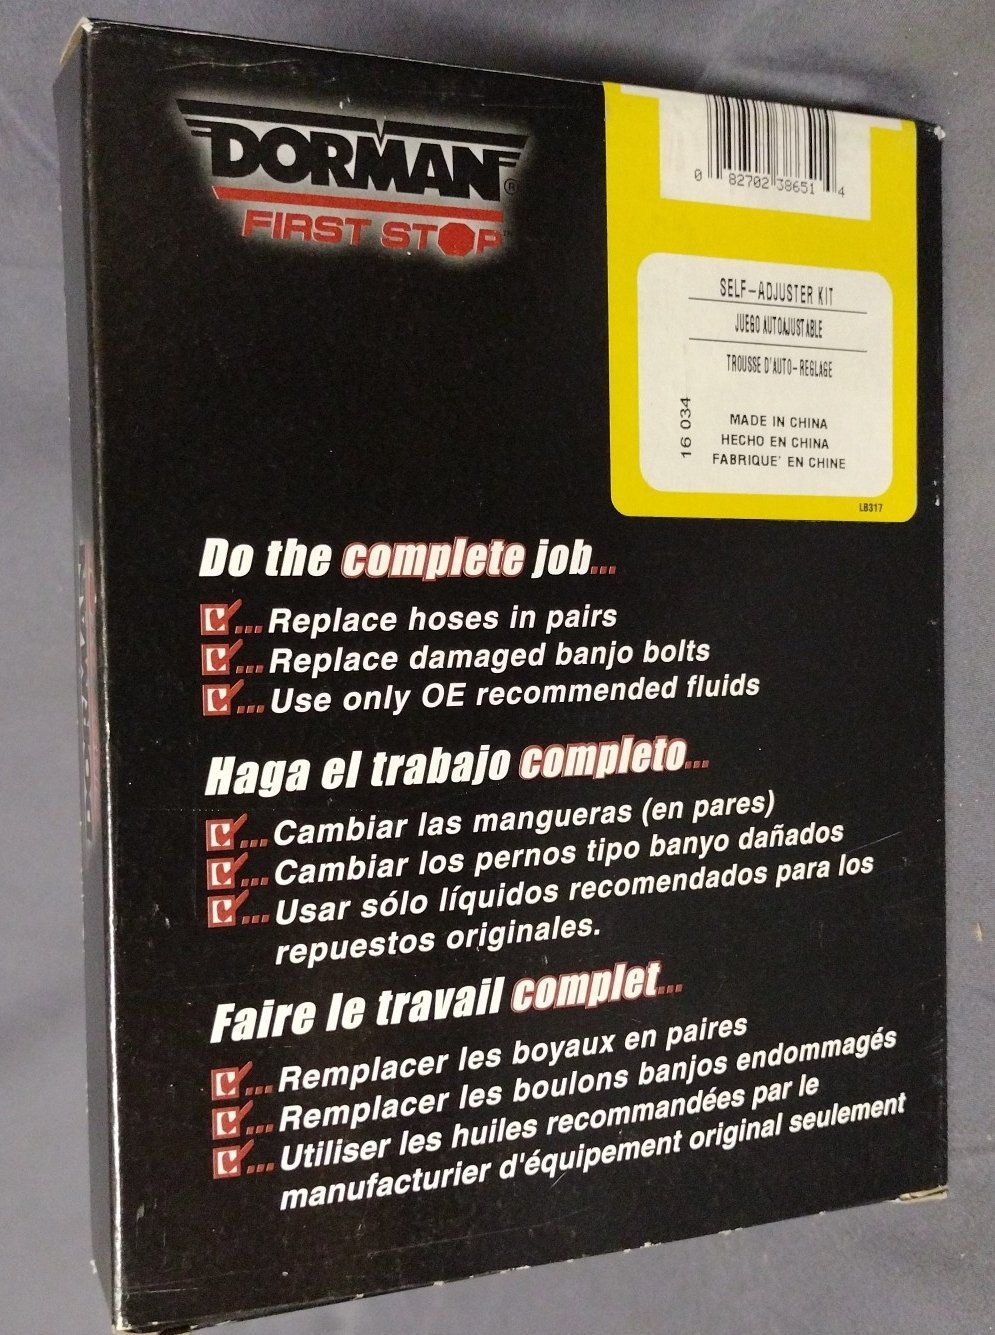 DORMAN®
FIRST STOP™
0 82702 38651 4
SELF-ADJUSTER KIT
JUEGO AUTOAJUSTABLE
TROUSSE D'AUTO-REGLAGE
16 034
MADE IN CHINA
HECHO EN CHINA
FABRIQUE' EN CHINE
LB317
Do the complete job...
C... Replace hoses in pairs
C... Replace damaged banjo bolts
C... Use only OE recommended fluids
Haga el trabajo completo...
C... Cambiar las mangueras (en pares)
C... Cambiar los pernos tipo banyo dañados
C... Usar sólo líquidos recomendados para los
repuestos originales.
Faire le travail complet...
C... Remplacer les boyaux en paires
C... Remplacer les boulons banjos endommagés
C... Utiliser les huiles recommandées par le
manufacturier d'équipement original seulement